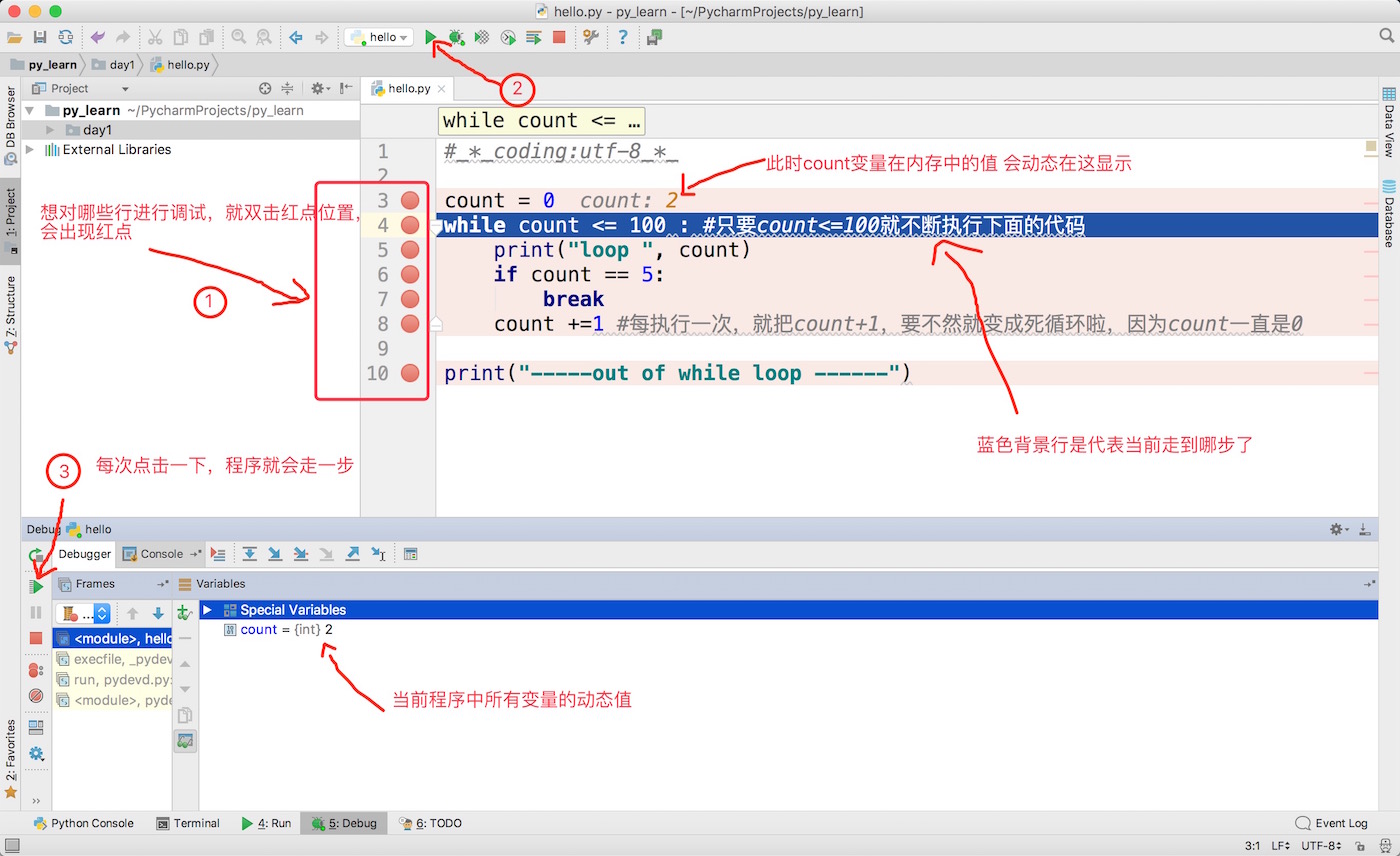 hello.py - py_learn - [~/PycharmProjects/py_learn]
hello
py_learn day1 hello.py
②
Project
hello.py
1: Project
DB Browser
Data View
Database
py_learn ~/PycharmProjects/py_learn
day1
External Libraries
while count <= …
1 #_*_coding:utf-8_*_
2
3 count = 0 count: 2
4 while count <= 100 : #只要count<=100就不断执行下面的代码
5 print("loop ", count)
6 if count == 5:
7 break
8 count +=1 #每执行一次，就把count+1，要不然就变成死循环啦，因为count一直是0
9
10 print("-----out of while loop ------")
此时count变量在内存中的值 会动态在这显示
想对哪些行进行调试，就双击红点位置，
会出现红点
①
7: Structure
蓝色背景行是代表当前走到哪步了
③ 每次点击一下，程序就会走一步
Debug hello
Debugger Console
Frames Variables
...
Special Variables
<module>, hello
count = {int} 2
execfile, _pydev
run, pydevd.py:
<module>, pyde
当前程序中所有变量的动态值
2: Favorites
Python Console Terminal 4: Run 5: Debug 6: TODO Event Log
3:1 LF UTF-8